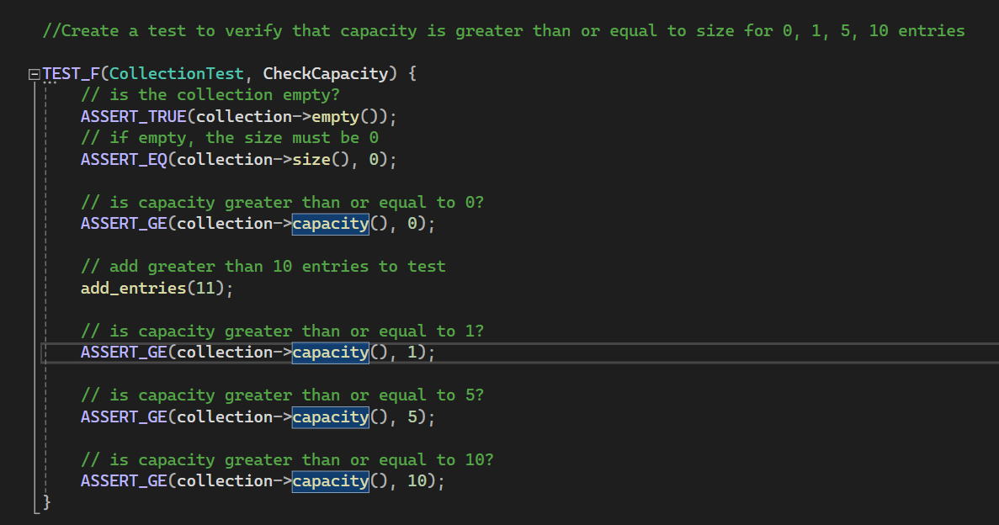 //Create a test to verify that capacity is greater than or equal to size for 0, 1, 5, 10 entries
TEST_F(CollectionTest, CheckCapacity) {
// is the collection empty?
ASSERT_TRUE(collection->empty());
// if empty, the size must be 0
ASSERT_EQ(collection->size(), 0);
// is capacity greater than or equal to 0?
ASSERT_GE(collection->capacity(), 0);
// add greater than 10 entries to test
add_entries(11);
// is capacity greater than or equal to 1?
ASSERT_GE(collection->capacity(), 1);
// is capacity greater than or equal to 5?
ASSERT_GE(collection->capacity(), 5);
// is capacity greater than or equal to 10?
ASSERT_GE(collection->capacity(), 10);
}